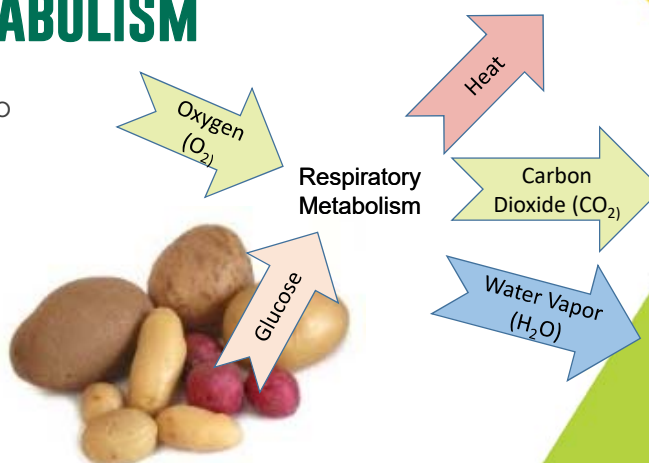 ABOLISM
o
Oxygen
(O₂)
Heat
Respiratory
Metabolism
Carbon
Dioxide (CO₂)
Glucose
Water Vapor
(H₂O)